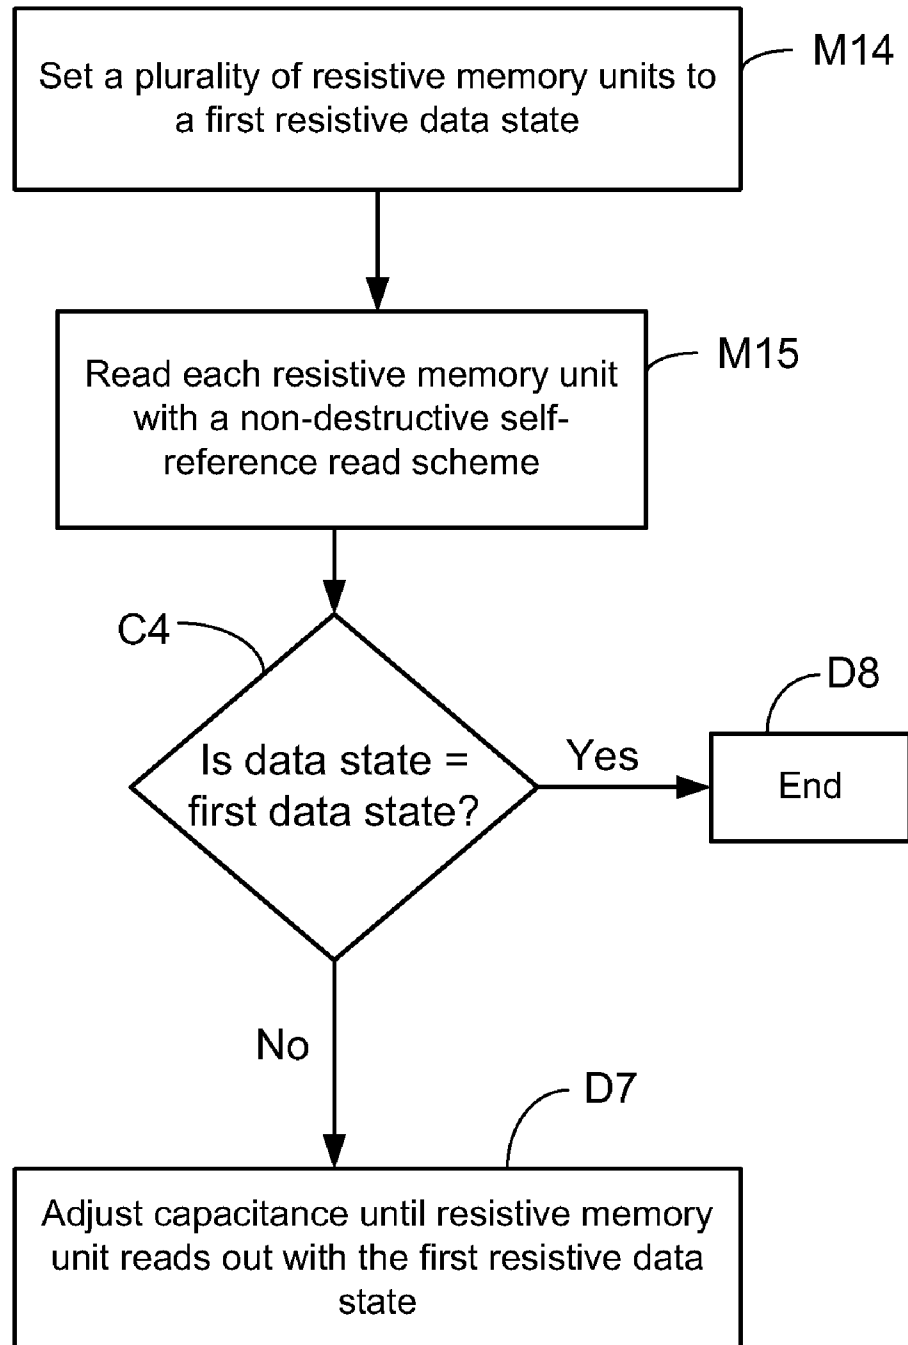 Set a plurality of resistive memory units to
a first resistive data state
M14
Read each resistive memory unit
with a non-destructive self-
reference read scheme
M15
C4
Is data state =
first data state?
Yes
D8
End
No
D7
Adjust capacitance until resistive memory
unit reads out with the first resistive data
state